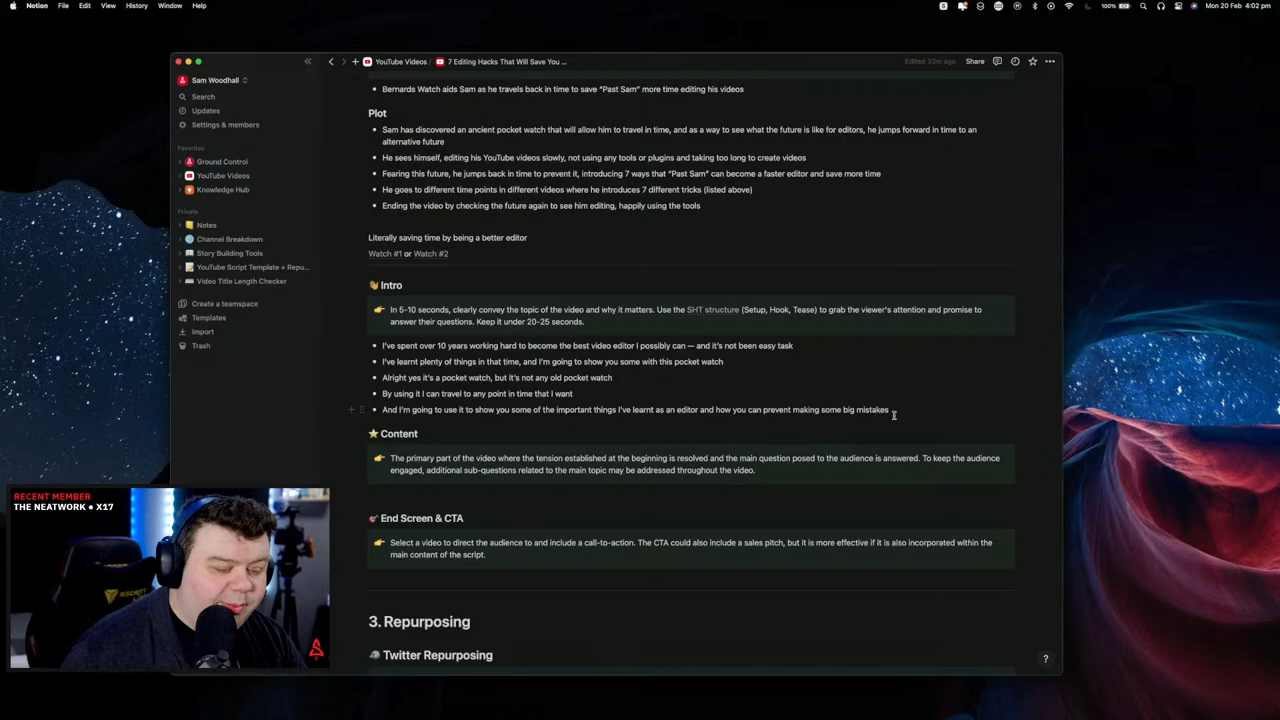 Notion File Edit View History Window Help
100% Mon 20 Feb 4:02 pm
Sam Woodhall
YouTube Videos / 7 Editing Hacks That Will Save You ...
Edited 33m ago Share
Search
Updates
Settings & members
Favorites
Ground Control
YouTube Videos
Knowledge Hub
Private
Notes
Channel Breakdown
Story Building Tools
YouTube Script Template + Repu...
Video Title Length Checker
Create a teamspace
Templates
Import
Trash
Bernards Watch aids Sam as he travels back in time to save “Past Sam” more time editing his videos
Plot
Sam has discovered an ancient pocket watch that will allow him to travel in time, and as a way to see what the future is like for editors, he jumps forward in time to an
alternative future
He sees himself, editing his YouTube videos slowly, not using any tools or plugins and taking too long to create videos
Fearing this future, he jumps back in time to prevent it, introducing 7 ways that “Past Sam” can become a faster editor and save more time
He goes to different time points in different videos where he introduces 7 different tricks (listed above)
Ending the video by checking the future again to see him editing, happily using the tools
Literally saving time by being a better editor
Watch #1 or Watch #2
👋 Intro
👉 In 5-10 seconds, clearly convey the topic of the video and why it matters. Use the SHT structure (Setup, Hook, Tease) to grab the viewer's attention and promise to
answer their questions. Keep it under 20-25 seconds.
I've spent over 10 years working hard to become the best video editor I possibly can — and it's not been easy task
I've learnt plenty of things in that time, and I'm going to show you some with this pocket watch
Alright yes it's a pocket watch, but it's not any old pocket watch
By using it I can travel to any point in time that I want
And I'm going to use it to show you some of the important things I've learnt as an editor and how you can prevent making some big mistakes
⭐ Content
👉 The primary part of the video where the tension established at the beginning is resolved and the main question posed to the audience is answered. To keep the audience
engaged, additional sub-questions related to the main topic may be addressed throughout the video.
🎯 End Screen & CTA
👉 Select a video to direct the audience to and include a call-to-action. The CTA could also include a sales pitch, but it is more effective if it is also incorporated within the
main content of the script.
3. Repurposing
Twitter Repurposing
?
RECENT MEMBER
THE NEATWORK ● X17